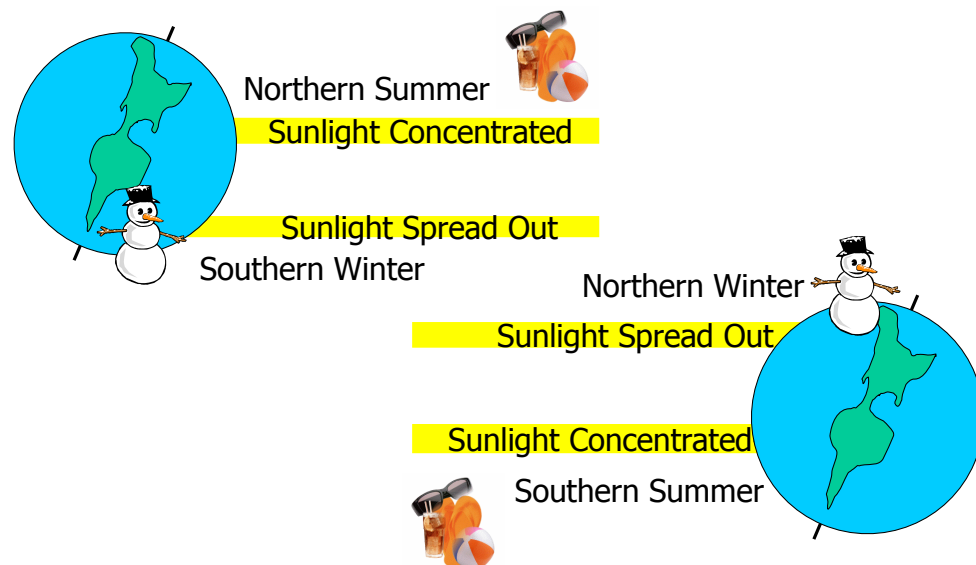 Northern Summer
Sunlight Concentrated
Sunlight Spread Out
Southern Winter
Northern Winter
Sunlight Spread Out
Sunlight Concentrated
Southern Summer